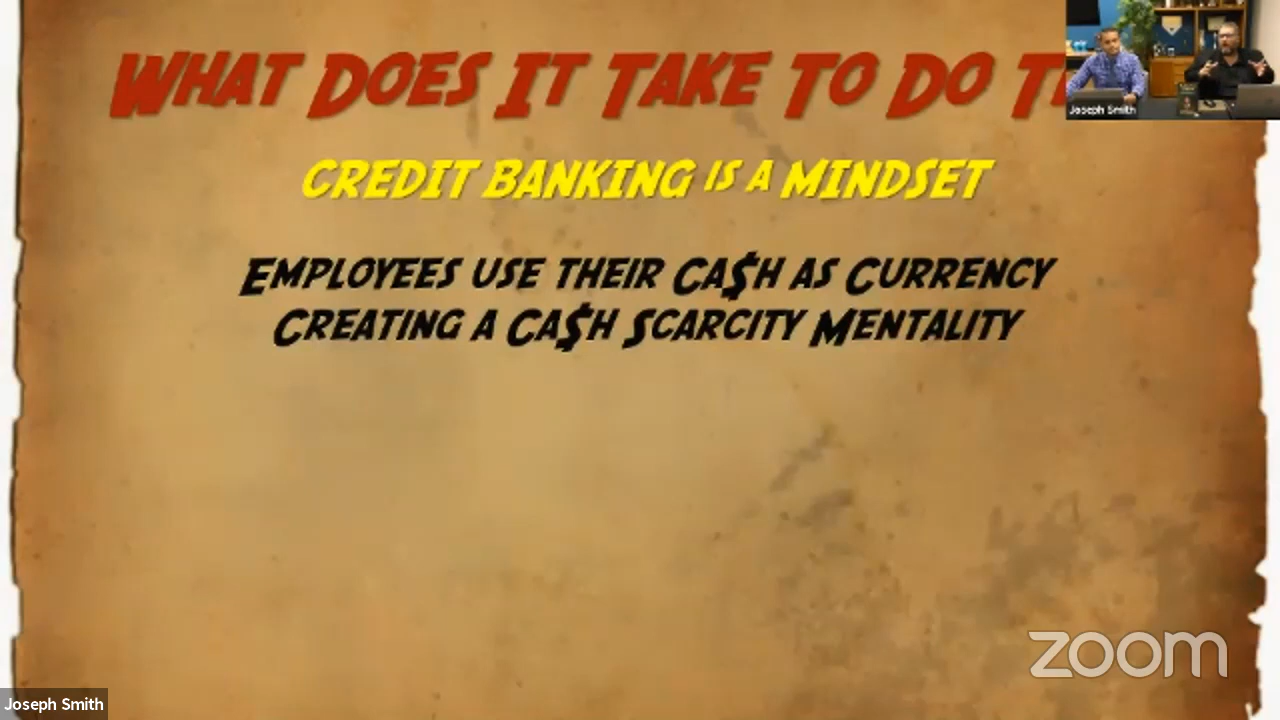 WHAT DOES IT TAKE TO DO
CREDIT BANKING IS A MINDSET
EMPLOYEES USE THEIR CA$H AS CURRENCY
CREATING A CA$H SCARCITY MENTALITY
Joseph Smith
zoom
Joseph Smith